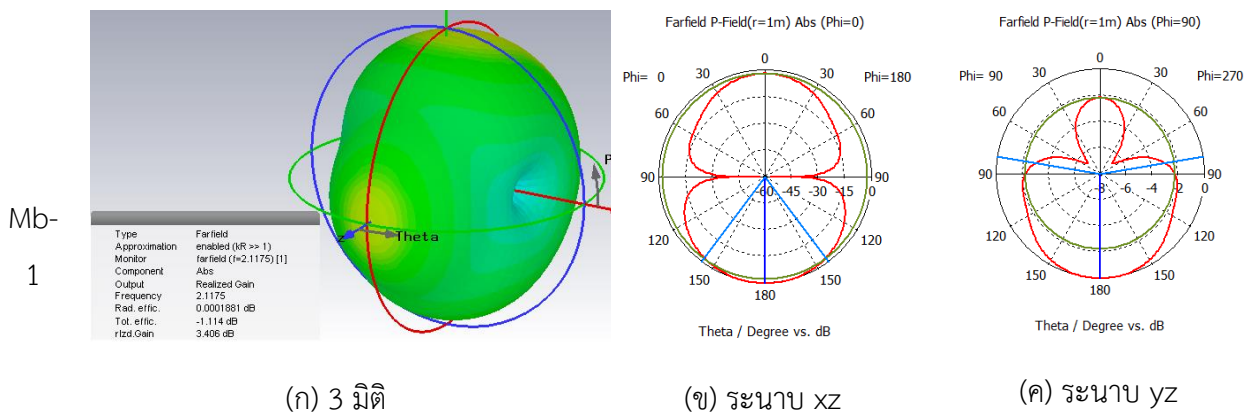 Mb-
1
P
Theta
z
Type Farfield
Approximation enabled (kR >> 1)
Monitor farfield (f=2.1175) [1]
Component Abs
Output Realized Gain
Frequency 2.1175
Rad. effic. 0.0001881 dB
Tot. effic. -1.114 dB
rlzd.Gain 3.406 dB
(ก) 3 มิติ
Farfield P-Field(r=1m) Abs (Phi=0)
0
Phi= 0 30 30 Phi=180
60 60
90 -60 -45 -30 -15 0 90
120 120
150 150
180
Theta / Degree vs. dB
(ข) ระนาบ xz
Farfield P-Field(r=1m) Abs (Phi=90)
0
Phi= 90 30 30 Phi=270
60 60
90 -8 -6 -4 -2 0 90
120 120
150 150
180
Theta / Degree vs. dB
(ค) ระนาบ yz